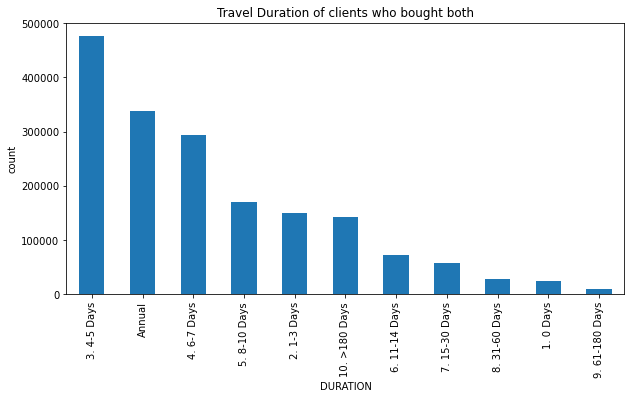 Travel Duration of clients who bought both
500000
400000
300000
200000
100000
0
count
3. 4-5 Days
Annual
4. 6-7 Days
5. 8-10 Days
2. 1-3 Days
10. >180 Days
6. 11-14 Days
7. 15-30 Days
8. 31-60 Days
1. 0 Days
9. 61-180 Days
DURATION